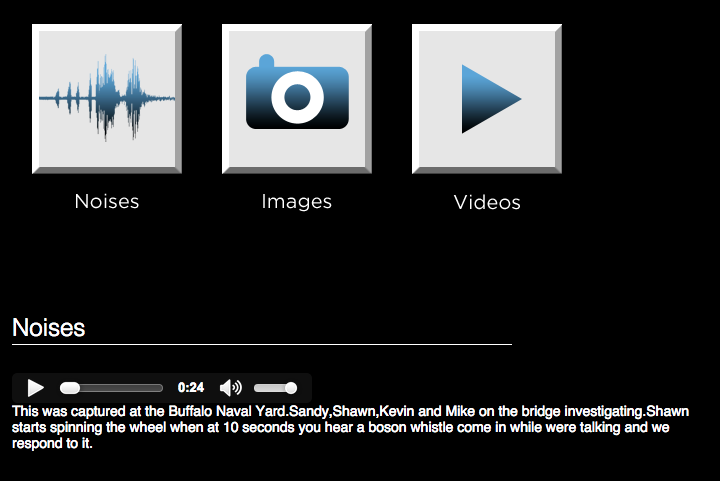 Noises Images Videos
Noises
0:24
This was captured at the Buffalo Naval Yard.Sandy,Shawn,Kevin and Mike on the bridge investigating.Shawn
starts spinning the wheel when at 10 seconds you hear a boson whistle come in while were talking and we
respond to it.